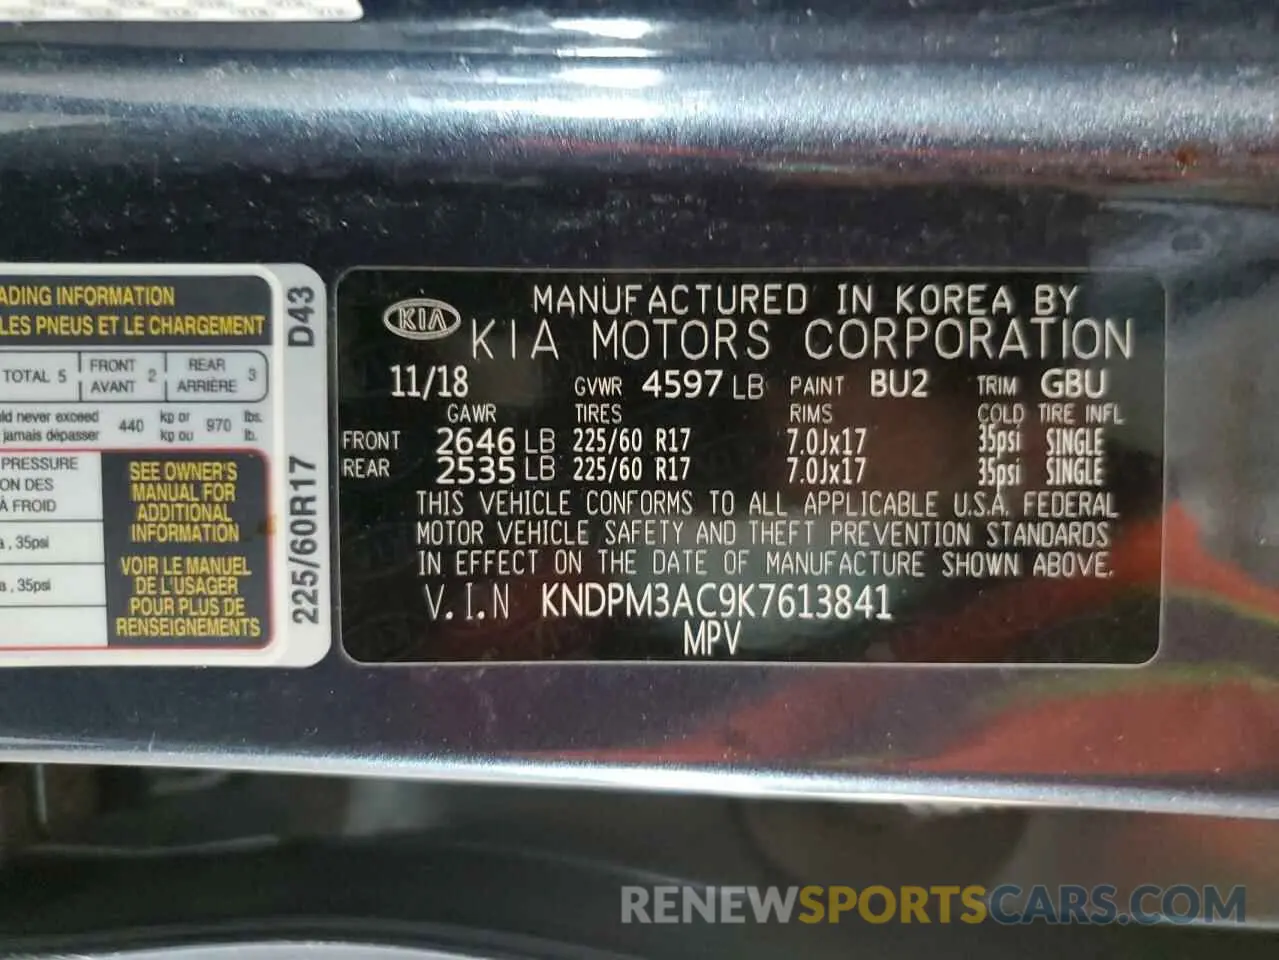 ADING INFORMATION
LES PNEUS ET LE CHARGEMENT
TOTAL 5 FRONT AVANT 2 REAR ARRIÈRE 3
ld never exceed
jamais dépasser 440 kp or kp ou 970 lbs. lb.
PRESSURE
ON DES
À FROID
a , 35psi
a , 35psi
SEE OWNER'S
MANUAL FOR
ADDITIONAL
INFORMATION
VOIR LE MANUEL
DE L'USAGER
POUR PLUS DE
RENSEIGNEMENTS
D43
225/60R17
KIA
MANUFACTURED IN KOREA BY
KIA MOTORS CORPORATION
11/18 GVWR 4597 LB PAINT BU2 TRIM GBU
GAWR TIRES RIMS COLD TIRE INFL
FRONT 2646 LB 225/60 R17 7.0Jx17 35psi SINGLE
REAR 2535 LB 225/60 R17 7.0Jx17 35psi SINGLE
THIS VEHICLE CONFORMS TO ALL APPLICABLE U.S.A. FEDERAL
MOTOR VEHICLE SAFETY AND THEFT PREVENTION STANDARDS
IN EFFECT ON THE DATE OF MANUFACTURE SHOWN ABOVE.
V.I.N KNDPM3AC9K7613841
MPV
RENEWSPORTSCARS.COM